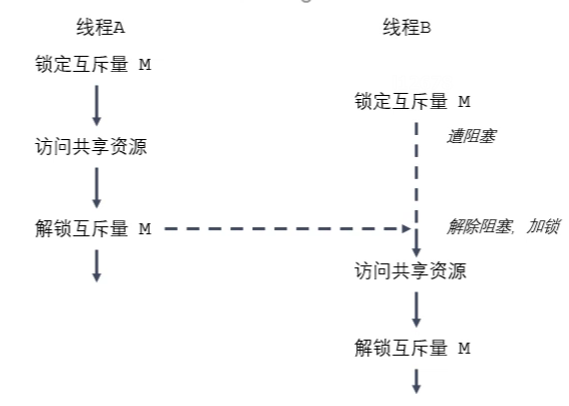 线程A
线程B
锁定互斥量 M
锁定互斥量 M
遭阻塞
访问共享资源
解锁互斥量 M
解除阻塞，加锁
访问共享资源
解锁互斥量 M